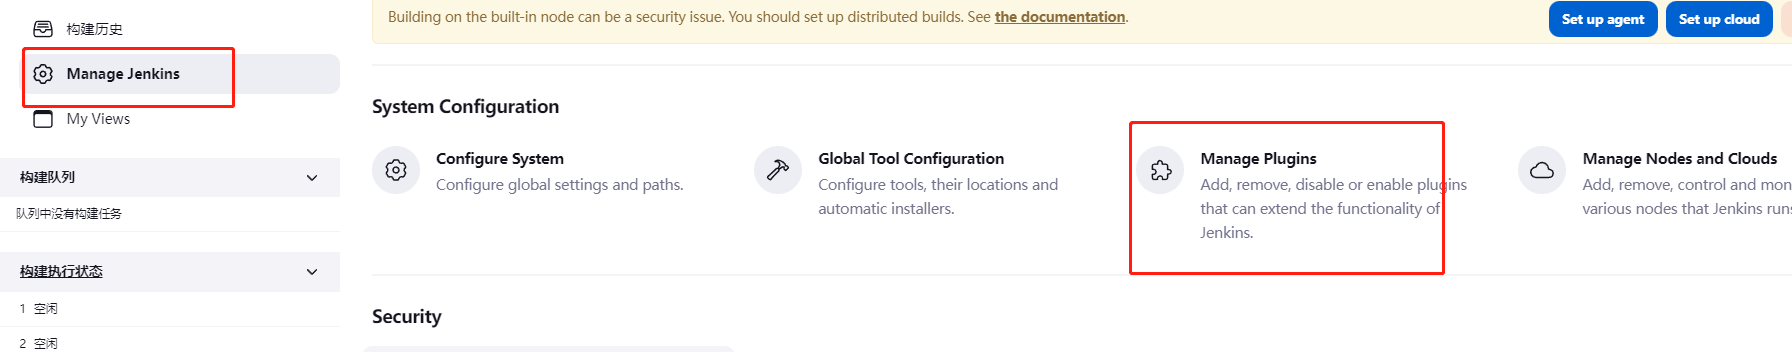 构建历史
Manage Jenkins
My Views
构建队列
队列中没有构建任务
构建执行状态
1 空闲
2 空闲
Building on the built-in node can be a security issue. You should set up distributed builds. See the documentation.
Set up agent
Set up cloud
System Configuration
Configure System
Configure global settings and paths.
Global Tool Configuration
Configure tools, their locations and
automatic installers.
Manage Plugins
Add, remove, disable or enable plugins
that can extend the functionality of
Jenkins.
Manage Nodes and Clouds
Add, remove, control and mon
various nodes that Jenkins runs
Security